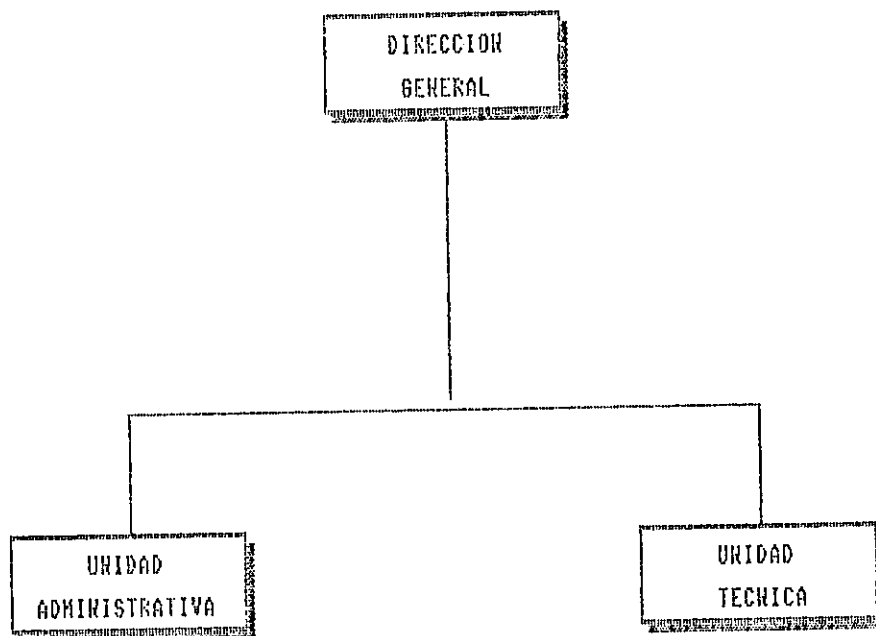 DIRECCION
GENERAL
UNIDAD
ADMINISTRATIVA
UNIDAD
TECNICA